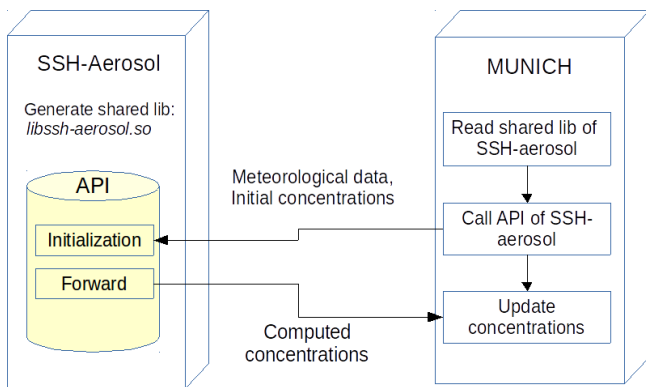 SSH-Aerosol
Generate shared lib:
libssh-aerosol.so
API
Initialization
Forward
Meteorological data,
Initial concentrations
Computed
concentrations
MUNICH
Read shared lib of
SSH-aerosol
Call API of SSH-
aerosol
Update
concentrations